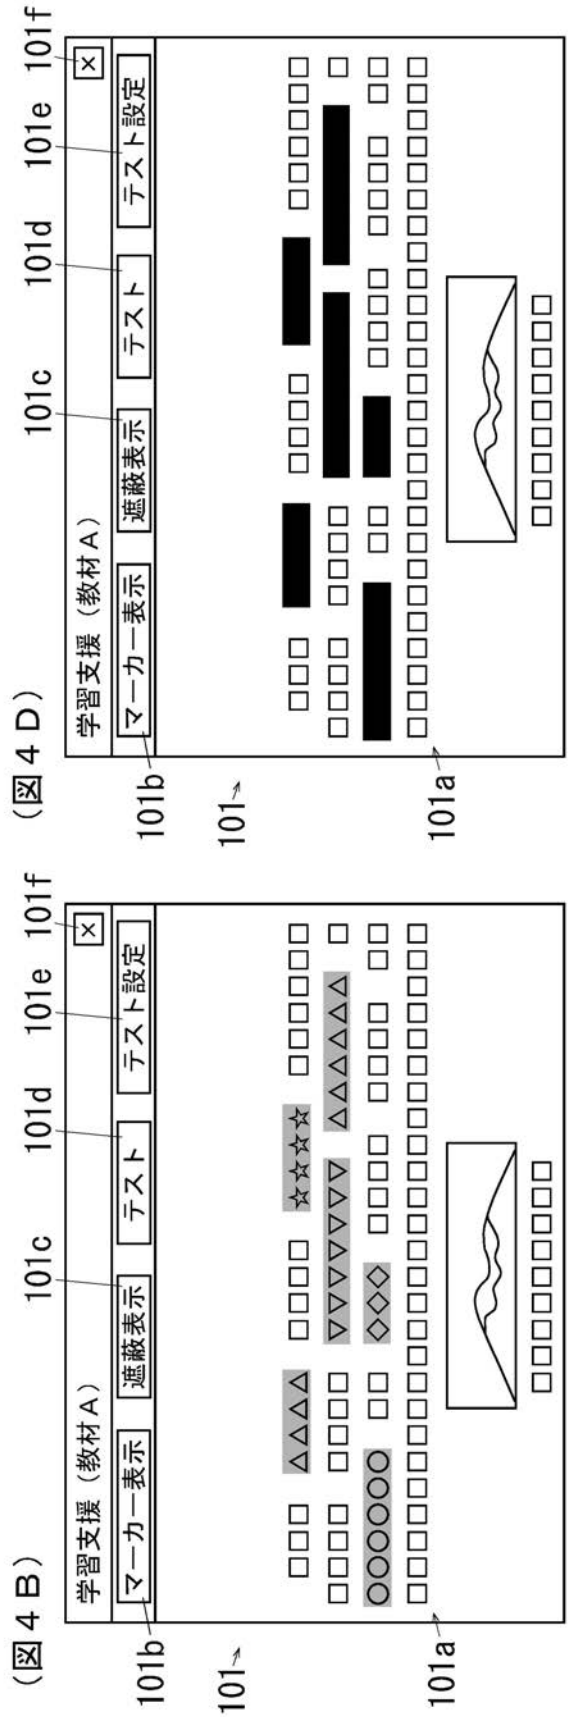 (図4B)
101c
101d
101e
101f
学習支援(教材A)
×
マーカー表示
遮蔽表示
テスト
テスト設定
101b
101
101a
□□□ △△△△ □□□□ ☆☆☆☆ □□□□□□
□□□□ □□□□ ▽▽▽▽▽▽▽ △△△△△△ □
○○○○○○ □□ ◇◇◇ □□□□ □□□□ □□
□□□□□□□□□□□□□□□□□□□□□□□□□□
□□□□□□□□□
(図4D)
101c
101d
101e
101f
学習支援(教材A)
×
マーカー表示
遮蔽表示
テスト
テスト設定
101b
101
101a
□□□ □□□□ □□□□□□
□□□□ □□□□ □
□□ □□□□ □□□□ □□
□□□□□□□□□□□□□□□□□□□□□□□□□□
□□□□□□□□□